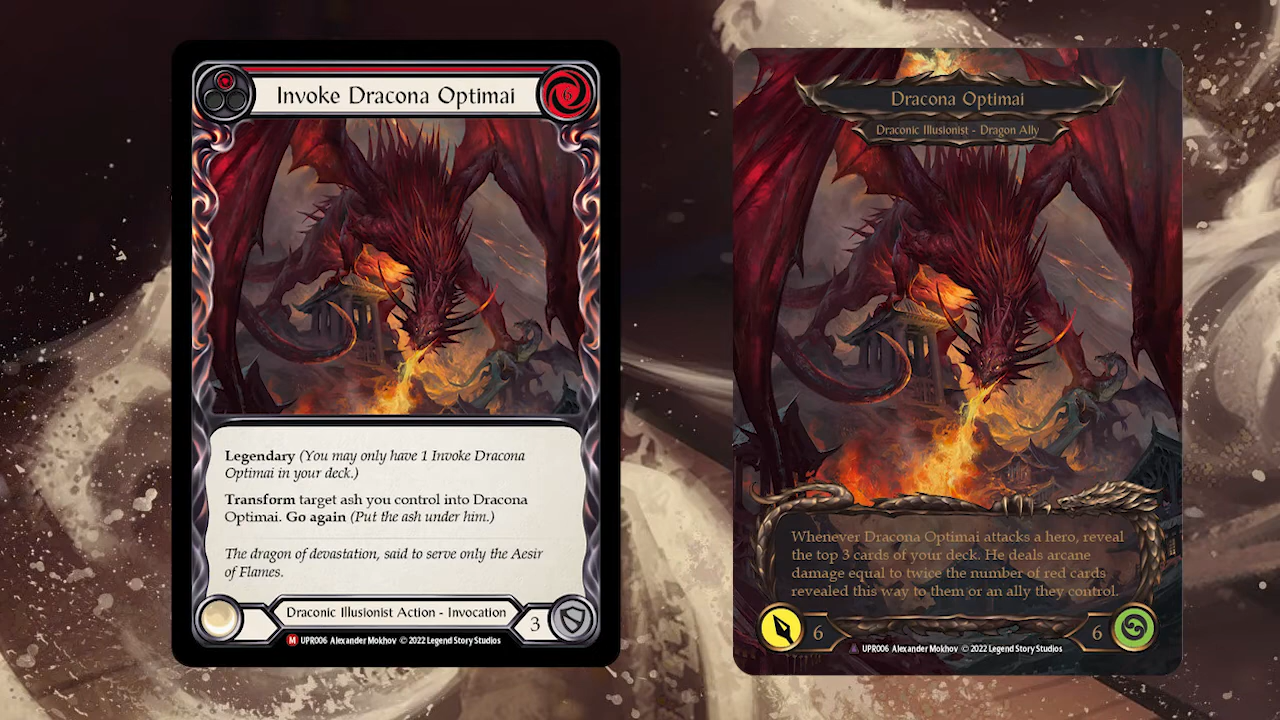 Invoke Dracona Optimai
6
Legendary (You may only have 1 Invoke Dracona
Optimai in your deck.)
Transform target ash you control into Dracona
Optimai. Go again (Put the ash under him.)
The dragon of devastation, said to serve only the Aesir
of Flames.
Draconic Illusionist Action - Invocation
3
M UPR006 Alexander Mokhov © 2022 Legend Story Studios
Dracona Optimai
Draconic Illusionist - Dragon Ally
Whenever Dracona Optimai attacks a hero, reveal
the top 3 cards of your deck. He deals arcane
damage equal to twice the number of red cards
revealed this way to them or an ally they control.
6
6
UPR006 Alexander Mokhov © 2022 Legend Story Studios